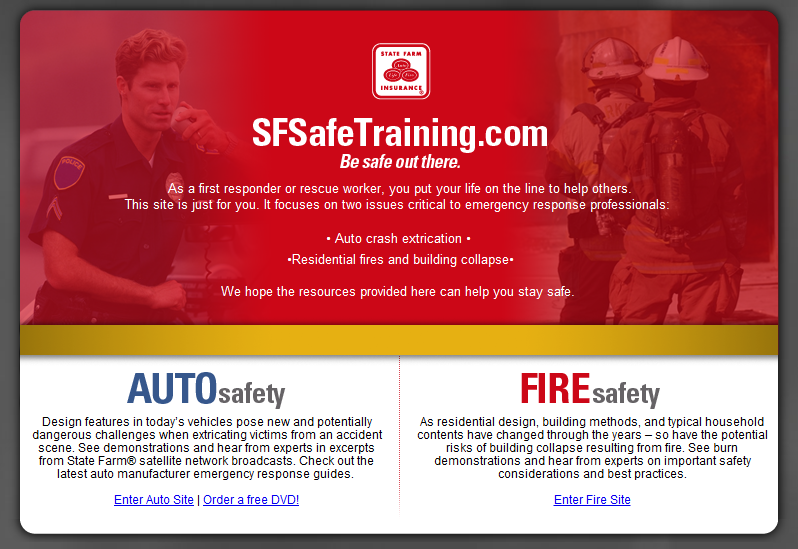 STATE FARM
Auto
Life Fire
INSURANCE®
SFSafeTraining.com
Be safe out there.
As a first responder or rescue worker, you put your life on the line to help others.
This site is just for you. It focuses on two issues critical to emergency response professionals:
• Auto crash extrication •
•Residential fires and building collapse•
We hope the resources provided here can help you stay safe.
POLICE
AUTOsafety
Design features in today's vehicles pose new and potentially
dangerous challenges when extricating victims from an accident
scene. See demonstrations and hear from experts in excerpts
from State Farm® satellite network broadcasts. Check out the
latest auto manufacturer emergency response guides.
Enter Auto Site | Order a free DVD!
FIREsafety
As residential design, building methods, and typical household
contents have changed through the years – so have the potential
risks of building collapse resulting from fire. See burn
demonstrations and hear from experts on important safety
considerations and best practices.
Enter Fire Site